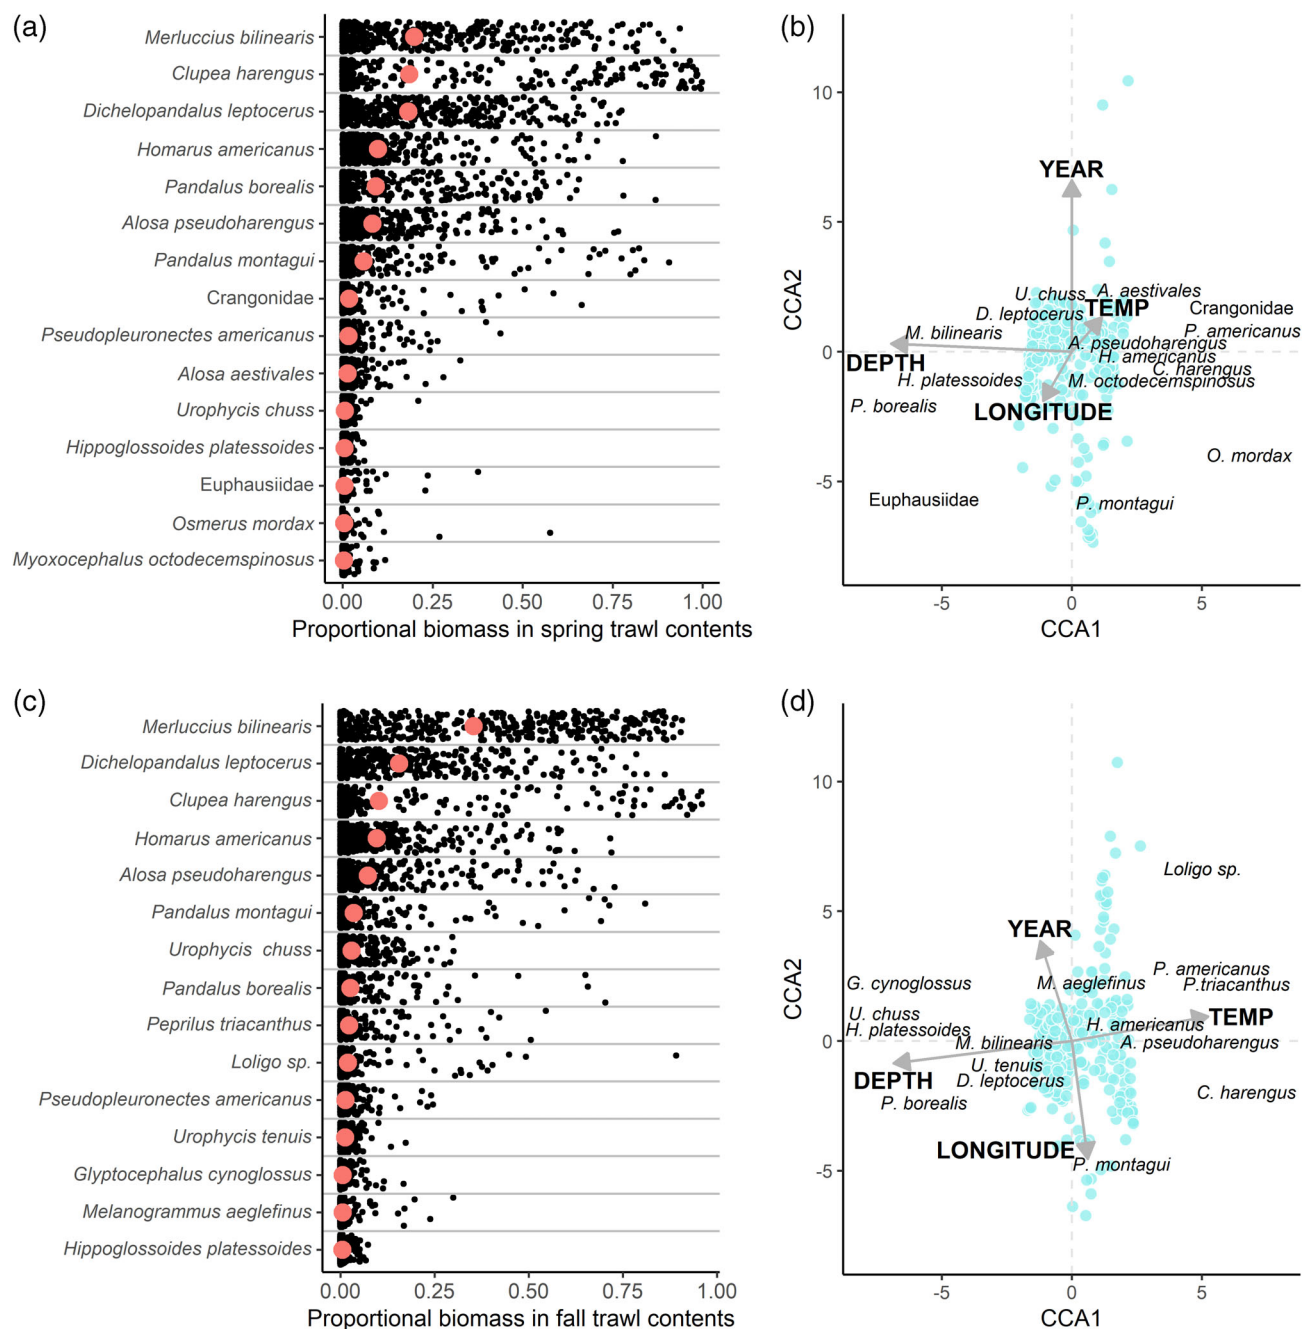 (a)
Merluccius bilinearis
Clupea harengus
Dichelopandalus leptocerus
Homarus americanus
Pandalus borealis
Alosa pseudoharengus
Pandalus montagui
Crangonidae
Pseudopleuronectes americanus
Alosa aestivales
Urophycis chuss
Hippoglossoides platessoides
Euphausiidae
Osmerus mordax
Myoxocephalus octodecemspinosus
0.00 0.25 0.50 0.75 1.00
Proportional biomass in spring trawl contents
(b)
CCA2
10
5
0
-5
YEAR
U. chuss
A. aestivales
D. leptocerus
TEMP
Crangonidae
M. bilinearis
P. americanus
A. pseudoharengus
H. americanus
DEPTH
C. harengus
H. platessoides
M. octodecemspinosus
P. borealis
LONGITUDE
O. mordax
Euphausiidae
P. montagui
-5 0 5
CCA1
(c)
Merluccius bilinearis
Dichelopandalus leptocerus
Clupea harengus
Homarus americanus
Alosa pseudoharengus
Pandalus montagui
Urophycis  chuss
Pandalus borealis
Peprilus triacanthus
Loligo sp.
Pseudopleuronectes americanus
Urophycis tenuis
Glyptocephalus cynoglossus
Melanogrammus aeglefinus
Hippoglossoides platessoides
0.00 0.25 0.50 0.75 1.00
Proportional biomass in fall trawl contents
(d)
CCA2
10
5
0
-5
Loligo sp.
YEAR
P. americanus
G. cynoglossus
M. aeglefinus
P.triacanthus
U. chuss
TEMP
H. platessoides
H. americanus
M. bilinearis
A. pseudoharengus
U. tenuis
DEPTH
D. leptocerus
C. harengus
P. borealis
LONGITUDE
P. montagui
-5 0 5
CCA1